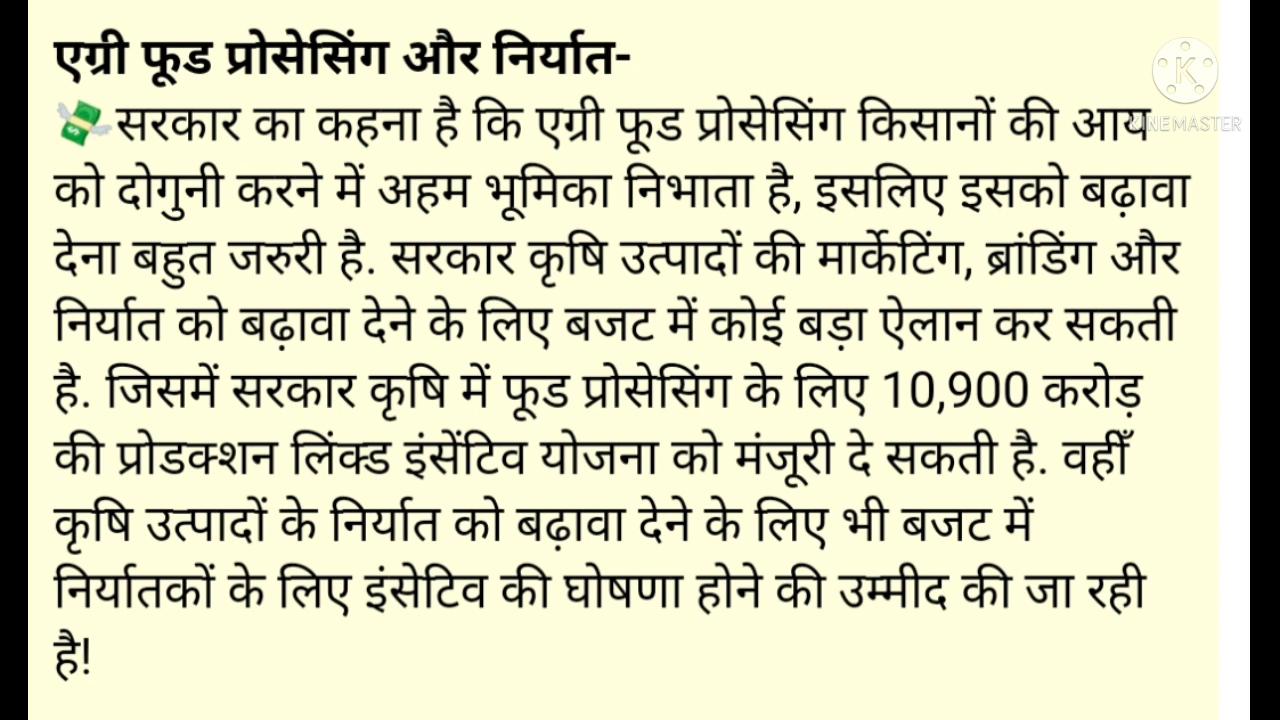 एग्री फूड प्रोसेसिंग और निर्यात-
💸सरकार का कहना है कि एग्री फूड प्रोसेसिंग किसानों की आय
को दोगुनी करने में अहम भूमिका निभाता है, इसलिए इसको बढ़ावा
देना बहुत जरुरी है. सरकार कृषि उत्पादों की मार्केटिंग, ब्रांडिंग और
निर्यात को बढ़ावा देने के लिए बजट में कोई बड़ा ऐलान कर सकती
है. जिसमें सरकार कृषि में फूड प्रोसेसिंग के लिए 10,900 करोड़
की प्रोडक्शन लिंक्ड इंसेंटिव योजना को मंजूरी दे सकती है. वहीँ
कृषि उत्पादों के निर्यात को बढ़ावा देने के लिए भी बजट में
निर्यातकों के लिए इंसेटिव की घोषणा होने की उम्मीद की जा रही
है!
K
KINEMASTER